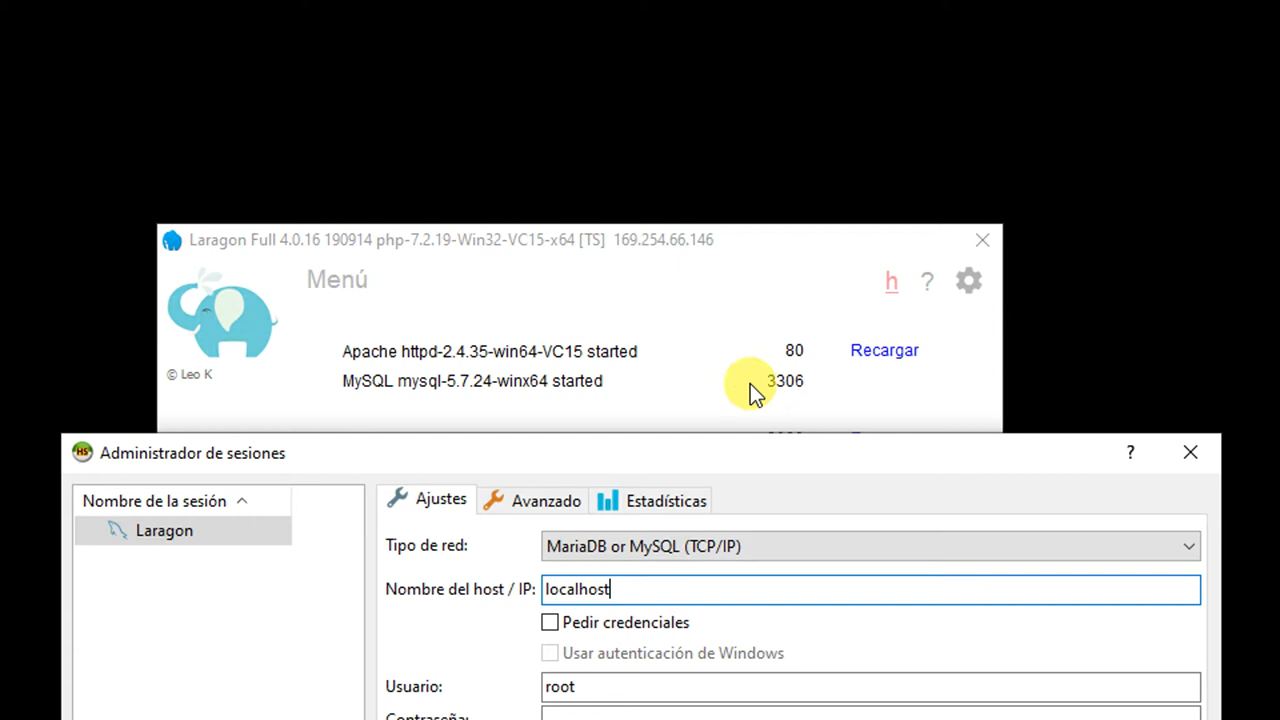 Laragon Full 4.0.16 190914 php-7.2.19-Win32-VC15-x64 [TS] 169.254.66.146
Menú
h ?
© Leo K
Apache httpd-2.4.35-win64-VC15 started 80 Recargar
MySQL mysql-5.7.24-winx64 started 3306
Administrador de sesiones ?
Nombre de la sesión
Laragon
Ajustes Avanzado Estadísticas
Tipo de red: MariaDB or MySQL (TCP/IP)
Nombre del host / IP: localhost
Pedir credenciales
Usar autenticación de Windows
Usuario: root
Contraseña: